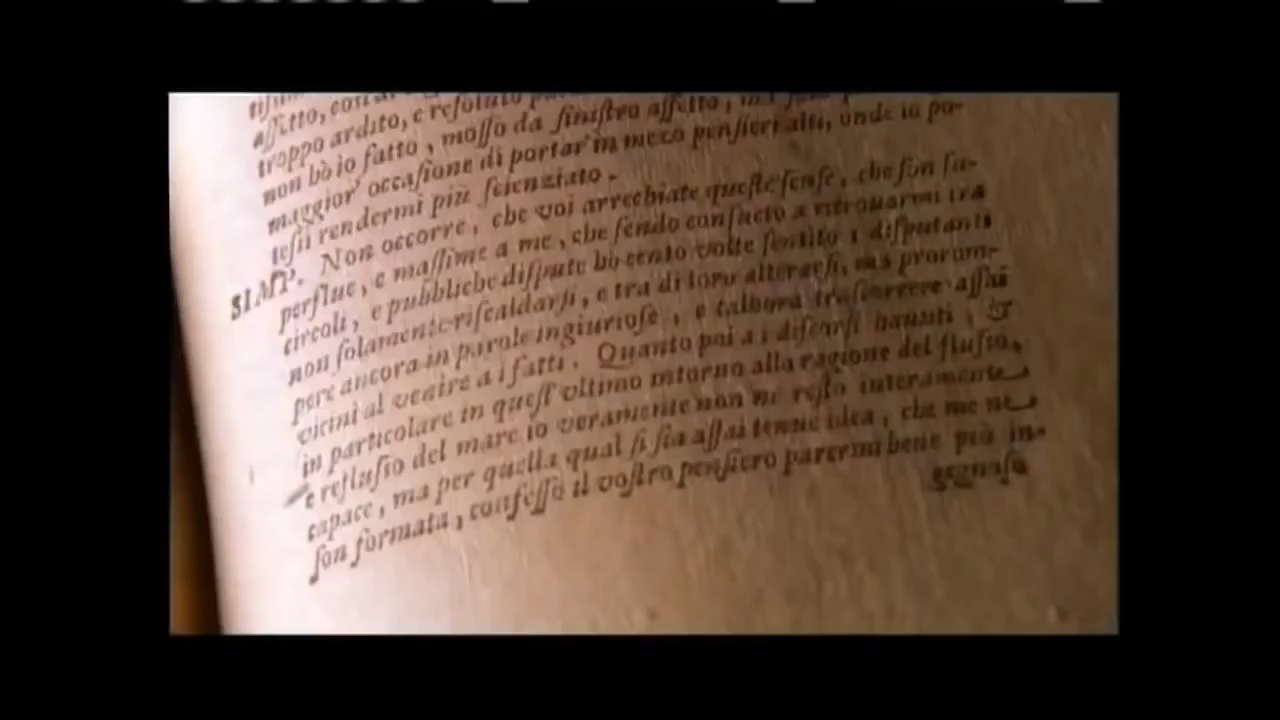 affetto, con
troppo ardito, e reſoluto
non hò io fatto, moſſo da ſiniſtro affetto, ma ſolo
maggior' occaſione di portar' in mezo penſieri alti, onde io po-
teſſi rendermi più ſcienziato.
SIMP. Non occorre, che voi arrechiate queſte ſcuſe, che ſon ſu-
perflue, e maſſime a me, che ſendo conſueto a ritrouarmi tra
circoli, e pubbliche diſpute hò cento volte ſentito i diſputanti
non ſolamente riſcaldarſi, e tra di loro alterarſi, ma prorom-
pere ancora in parole ingiurioſe, e talhora traſcorrere aſſai
vicini al venire a i fatti. Quanto poi a i diſcorſi hauuti, &
in particolare in queſt' vltimo intorno alla ragione del fluſſo,
e refluſſo del mare io veramente non ne reſto interamente
capace, ma per quella qual ſi ſia aſſai tenue idea, che me ne
ſon formata, confeſſo il voſtro penſiero parermi bene più in-
gegnoſo